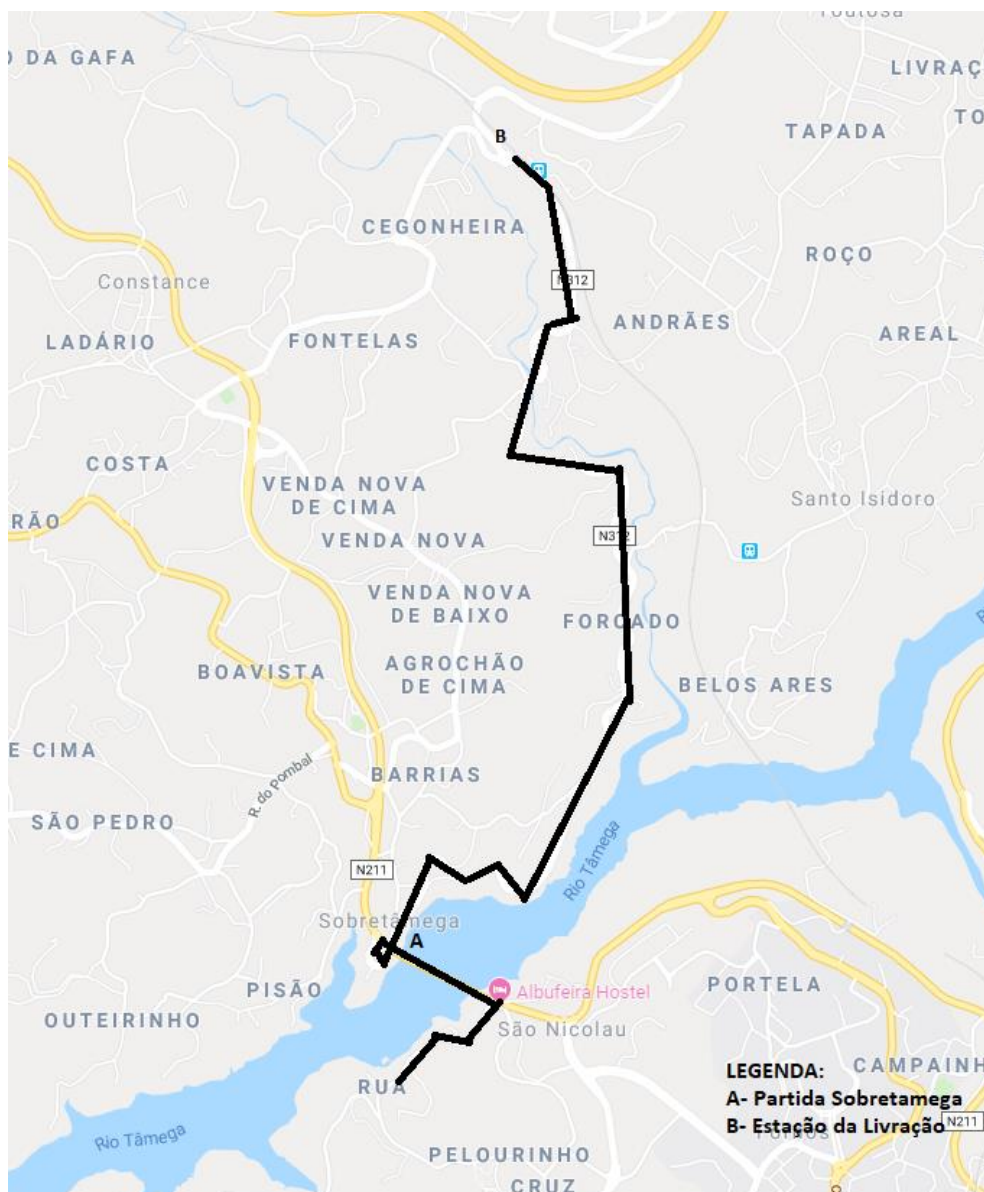 Toutosa
O DA GAFA
LIVRAÇ
TO
TAPADA
B
CEGONHEIRA
ROÇO
Constance
N312
ANDRÃES
AREAL
LADÁRIO
FONTELAS
COSTA
VENDA NOVA
DE CIMA
Santo Isidoro
RÃO
VENDA NOVA
N312
VENDA NOVA
DE BAIXO
FORCADO
AGROCHÃO
DE CIMA
BOAVISTA
BELOS ARES
E CIMA
BARRIAS
R. do Pombal
SÃO PEDRO
Rio Tâmega
N211
Sobretâmega
A
PISÃO
Albufeira Hostel
PORTELA
OUTEIRINHO
São Nicolau
CAMPAINH
LEGENDA:
A- Partida Sobretamega
B- Estação da Livração
N211
RUA
Rio Tâmega
PELOURINHO
CRUZ